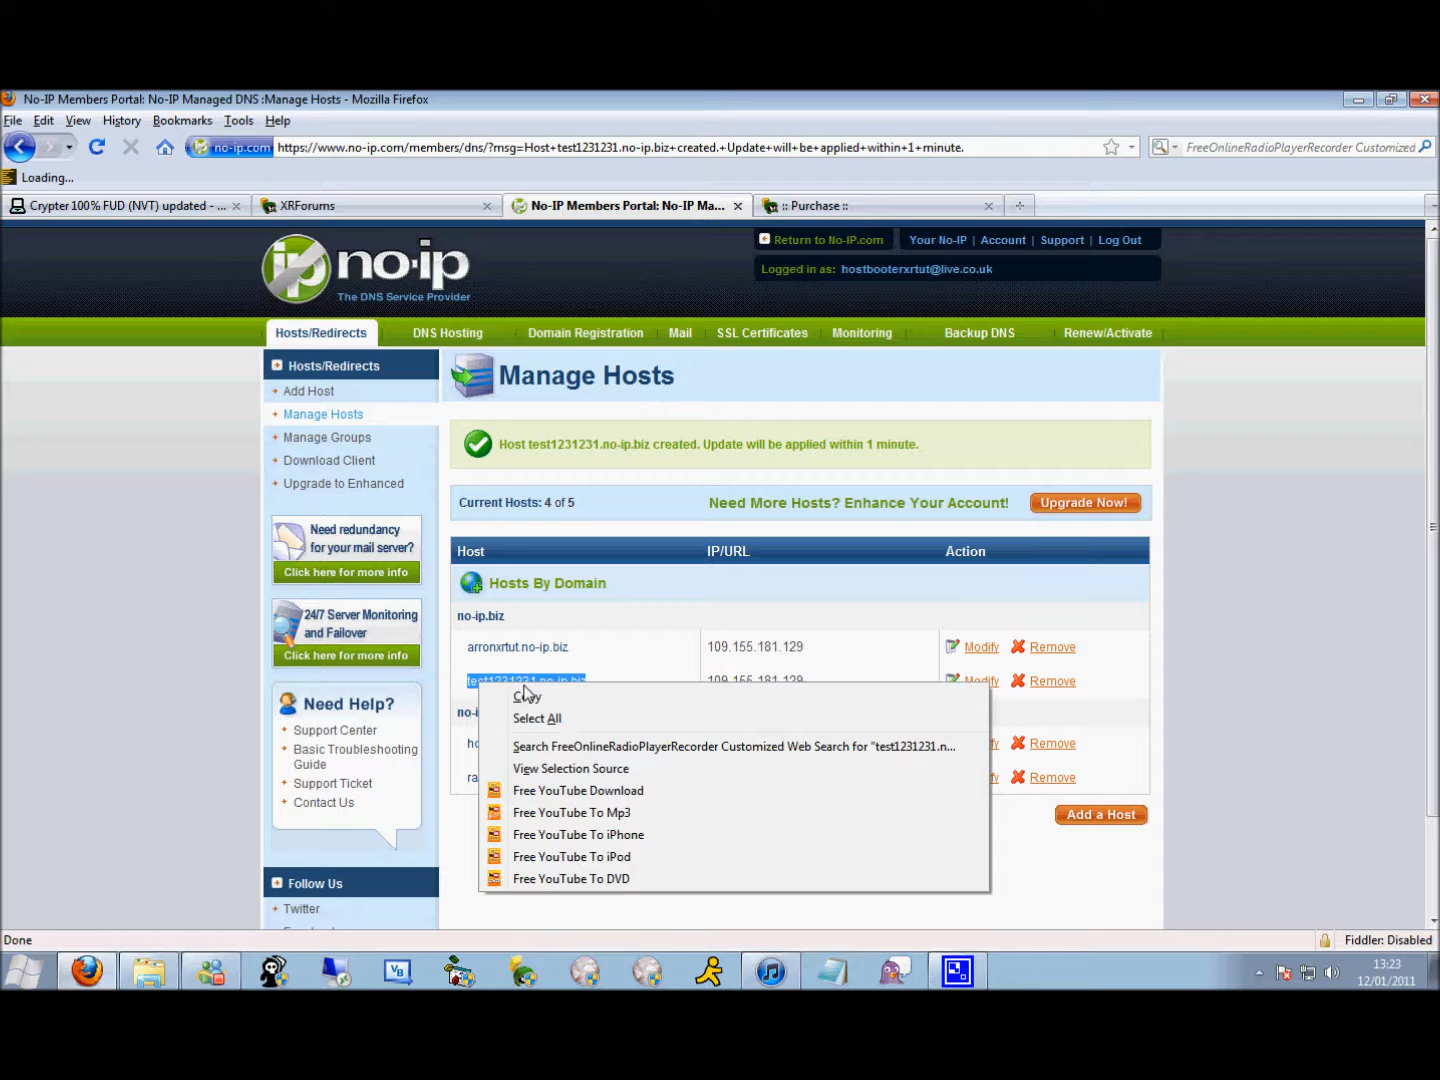 No-IP Members Portal: No-IP Managed DNS :Manage Hosts - Mozilla Firefox
File Edit View History Bookmarks Tools Help
no-ip.com https://www.no-ip.com/members/dns/?msg=Host+test1231231.no-ip.biz+created.+Update+will+be+applied+within+1+minute. FreeOnlineRadioPlayerRecorder Customized
Loading...
Crypter 100% FUD (NVT) updated - ... XRForums No-IP Members Portal: No-IP Ma... :: Purchase ::
Return to No-IP.com Your No-IP | Account | Support | Log Out
no-ip
The DNS Service Provider
Logged in as: hostbooterxrtut@live.co.uk
Hosts/Redirects DNS Hosting Domain Registration Mail SSL Certificates Monitoring Backup DNS Renew/Activate
Hosts/Redirects
Add Host
Manage Hosts
Manage Groups
Download Client
Upgrade to Enhanced
Need redundancy
for your mail server?
Click here for more info
24/7 Server Monitoring
and Failover
Click here for more info
Need Help?
Support Center
Basic Troubleshooting
Guide
Support Ticket
Contact Us
Follow Us
Twitter
Manage Hosts
Host test1231231.no-ip.biz created. Update will be applied within 1 minute.
Current Hosts: 4 of 5 Need More Hosts? Enhance Your Account! Upgrade Now!
Host IP/URL Action
Hosts By Domain
no-ip.biz
arronxrtut.no-ip.biz 109.155.181.129 Modify Remove
test1231231.no-ip.biz 109.155.181.129 Modify Remove
Remove
Remove
Add a Host
Copy
Select All
Search FreeOnlineRadioPlayerRecorder Customized Web Search for "test1231231.n...
View Selection Source
Free YouTube Download
Free YouTube To Mp3
Free YouTube To iPhone
Free YouTube To iPod
Free YouTube To DVD
Done Fiddler: Disabled
13:23
12/01/2011